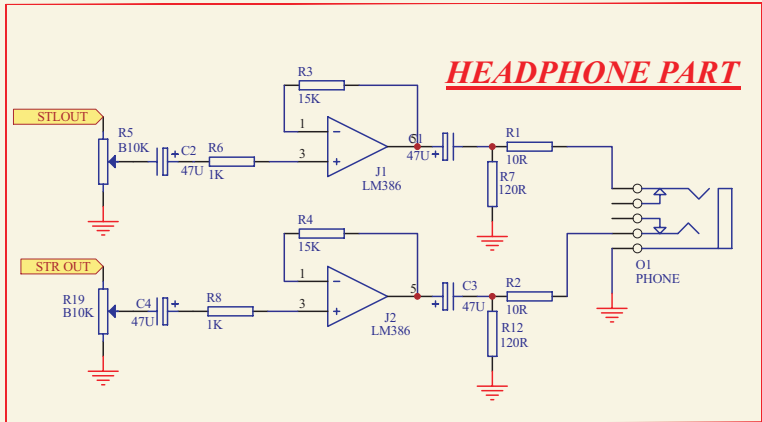 HEADPHONE PART
STLOUT
R5
B10K
C2
47U
R6
1K
R3
15K
1
3
J1
LM386
5
C1
47U
R1
10R
R7
120R
STR OUT
R19
B10K
C4
47U
R8
1K
R4
15K
1
3
J2
LM386
5
C3
47U
R2
10R
R12
120R
O1
PHONE